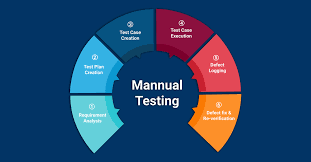 ①
Requirement
Analysis
②
Test Plan
Creation
③
Test Case
Creation
④
Test Case
Execution
⑤
Defect
Logging
⑥
Defect Fix &
Re-verification
Mannual
Testing